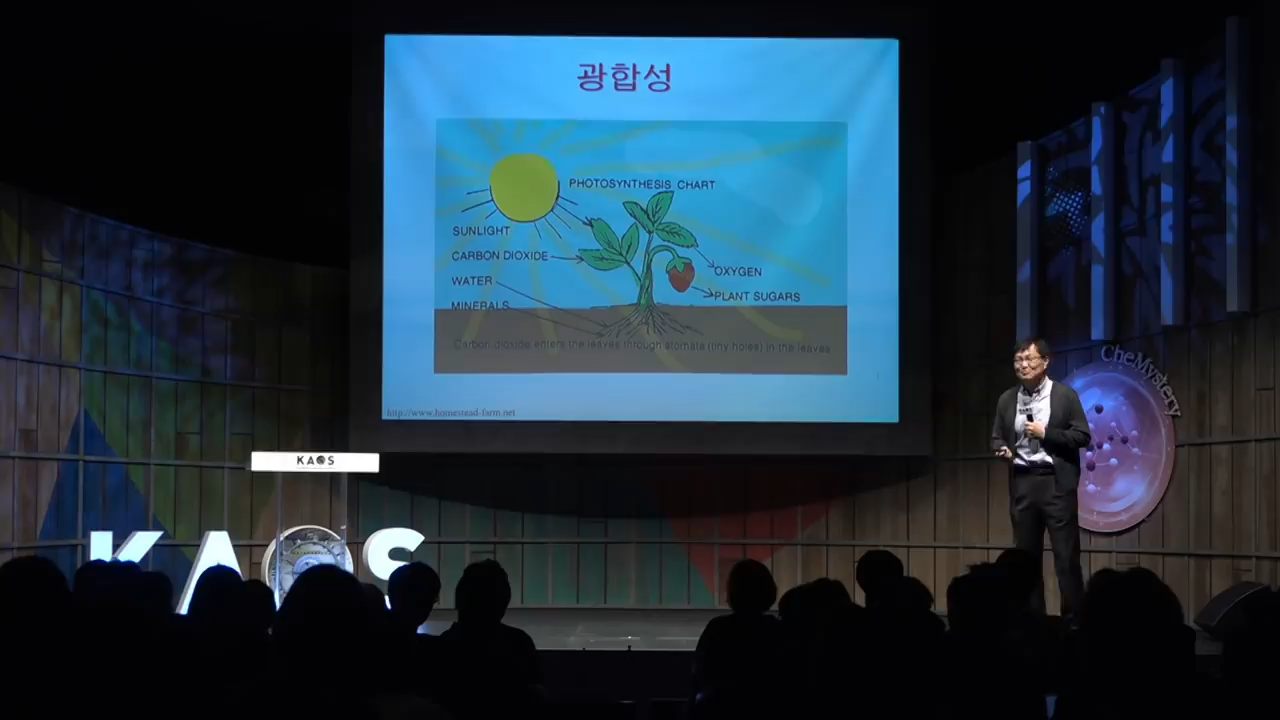 광합성
PHOTOSYNTHESIS CHART
SUNLIGHT
CARBON DIOXIDE
WATER
MINERALS
OXYGEN
PLANT SUGARS
Carbon dioxide enters the leaves through stomata (tiny holes) in the leaves
http://www.homestead-farm.net
CheMystery
KAOS
KAOS